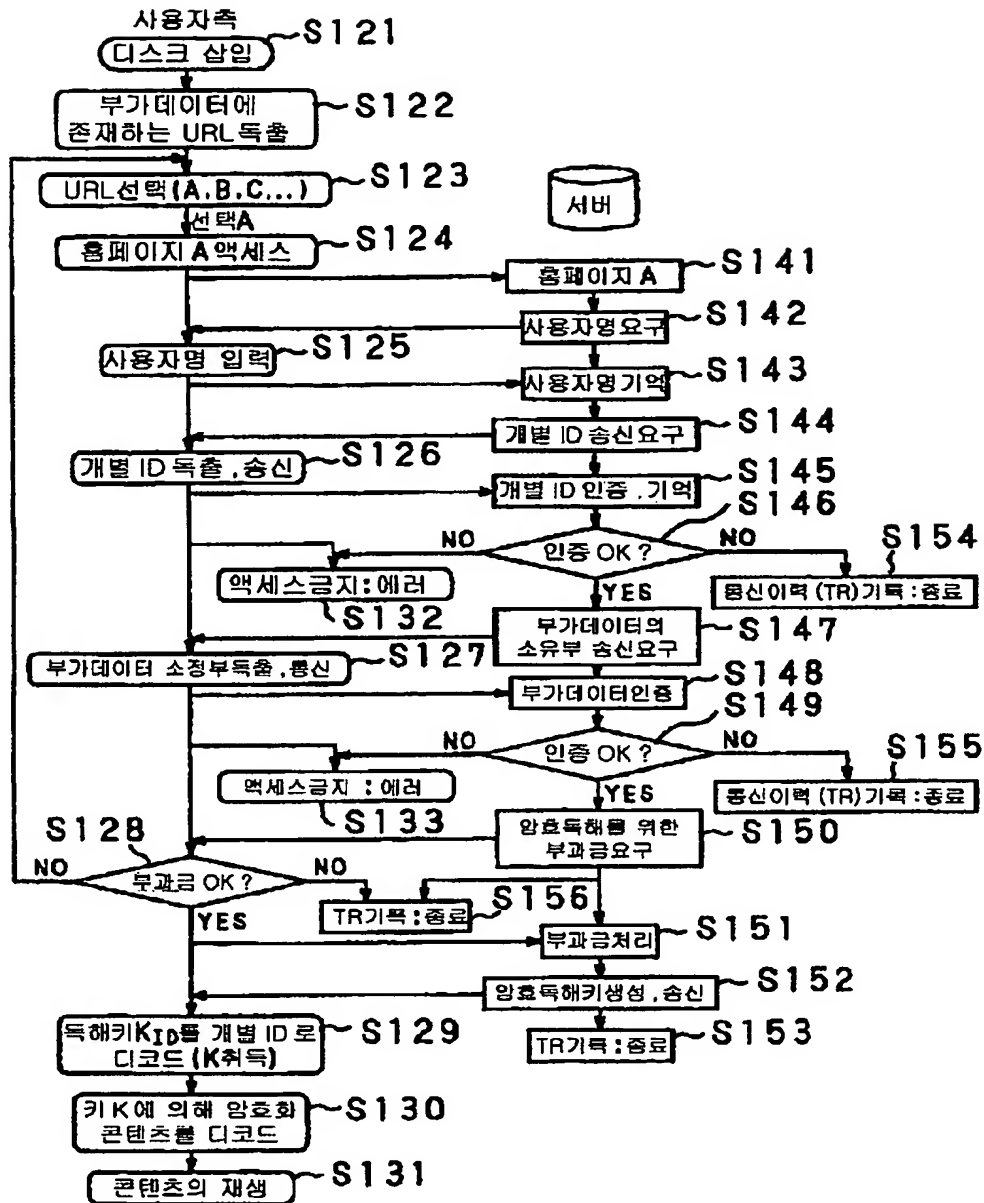 사용자측
디스크 삽입
S121
부가데이터에
존재하는 URL독출
S122
URL선택(A,B,C...)
S123
선택A
홈페이지 A 액세스
S124
서버
홈페이지 A
S141
사용자명요구
S142
사용자명 입력
S125
사용자명기억
S143
개별 ID 송신요구
S144
개별 ID 독출,송신
S126
개별 ID 인증,기억
S145
인증 OK?
S146
NO
NO
YES
액세스금지:에러
S132
통신이력(TR)기록:종료
S154
부가데이터의
소유부 송신요구
S147
부가데이터 소정부독출,통신
S127
부가데이터인증
S148
인증 OK?
S149
NO
NO
YES
액세스금지:에러
S133
통신이력(TR)기록:종료
S155
암호독해를 위한
부과금요구
S150
부과금 OK?
S128
NO
NO
YES
TR기록:종료
S156
부과금처리
S151
암호독해키생성,송신
S152
TR기록:종료
S153
독해키KID를 개별 ID로
디코드(K취득)
S129
키 K에 의해 암호화
콘텐츠를 디코드
S130
콘텐츠의 재생
S131